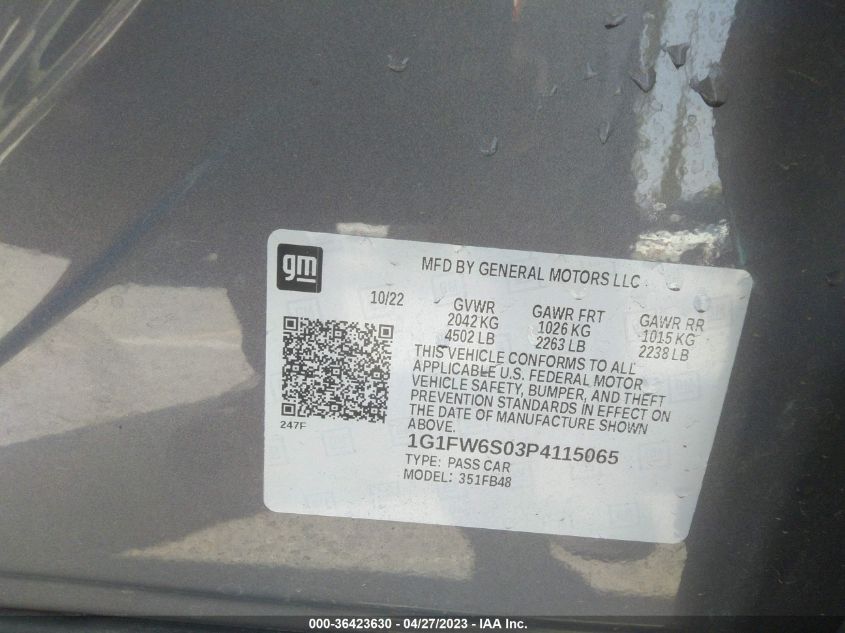 gm
MFD BY GENERAL MOTORS LLC
10/22 GVWR GAWR FRT GAWR RR
2042 KG 1026 KG 1015 KG
4502 LB 2263 LB 2238 LB
THIS VEHICLE CONFORMS TO ALL
APPLICABLE U.S. FEDERAL MOTOR
VEHICLE SAFETY, BUMPER, AND THEFT
PREVENTION STANDARDS IN EFFECT ON
THE DATE OF MANUFACTURE SHOWN
ABOVE.
247F
1G1FW6S03P4115065
TYPE: PASS CAR
MODEL: 351FB48
000-36423630 - 04/27/2023 - IAA Inc.